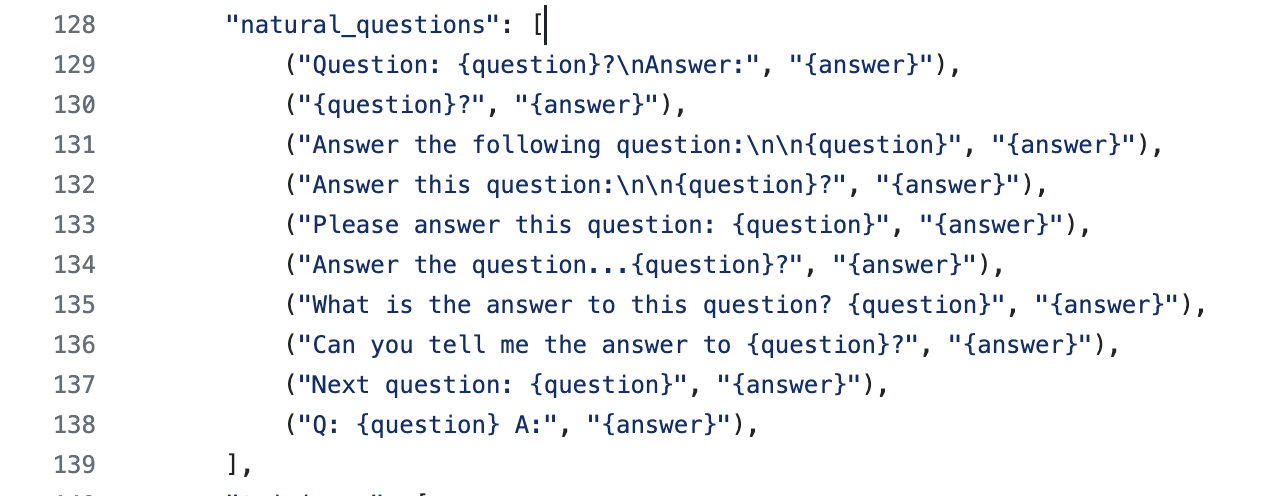 128 "natural_questions": [
129 ("Question: {question}?\nAnswer:", "{answer}"),
130 ("{question}?", "{answer}"),
131 ("Answer the following question:\n\n{question}", "{answer}"),
132 ("Answer this question:\n\n{question}?", "{answer}"),
133 ("Please answer this question: {question}", "{answer}"),
134 ("Answer the question...{question}?", "{answer}"),
135 ("What is the answer to this question? {question}", "{answer}"),
136 ("Can you tell me the answer to {question}?", "{answer}"),
137 ("Next question: {question}", "{answer}"),
138 ("Q: {question} A:", "{answer}"),
139 ],